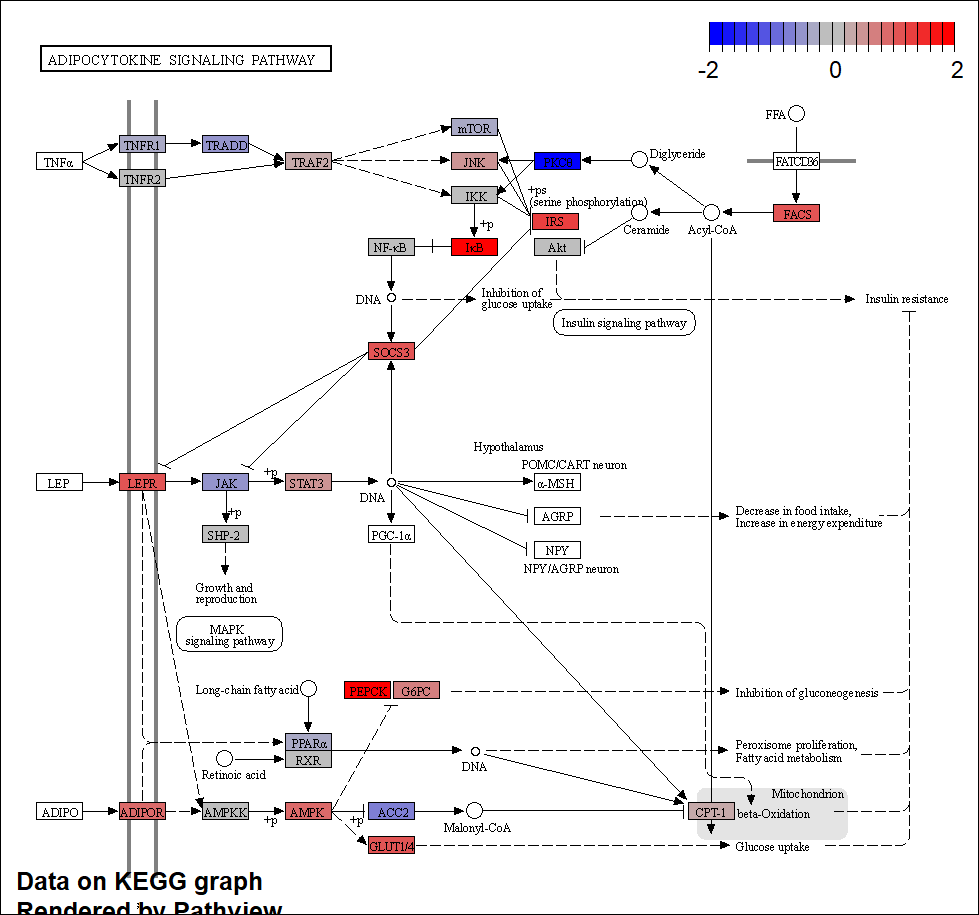 ADIPOCYTOKINE SIGNALING PATHWAY
-2 0 2
FFA
mTOR
TNFR1 TRADD
Diglyceride
TNFα TRAF2 JNK PKCθ FATCD36
TNFR2
IKK +ps
(serine phosphorylation)
+p IRS FACS
Ceramide Acyl-CoA
NF-κB IκB Akt
DNA Inhibition of
glucose uptake
Insulin resistance
Insulin signaling pathway
SOCS3
Hypothalamus
POMC/CART neuron
LEP LEPR JAK +p STAT3 α-MSH
DNA
+p
SHP-2 PGC-1α AGRP
Decrease in food intake,
Increase in energy expenditure
NPY
NPY/AGRP neuron
Growth and
reproduction
MAPK
signaling pathway
Long-chain fatty acid PEPCK G6PC Inhibition of gluconeogenesis
PPARα
RXR
Retinoic acid
DNA
Peroxisome proliferation,
Fatty acid metabolism
Mitochondrion
ADIPO ADIPOR AMPKK +p AMPK +p ACC2
Malonyl-CoA
CPT-1 beta-Oxidation
GLUT1/4 Glucose uptake
Data on KEGG graph
Rendered by Pathview